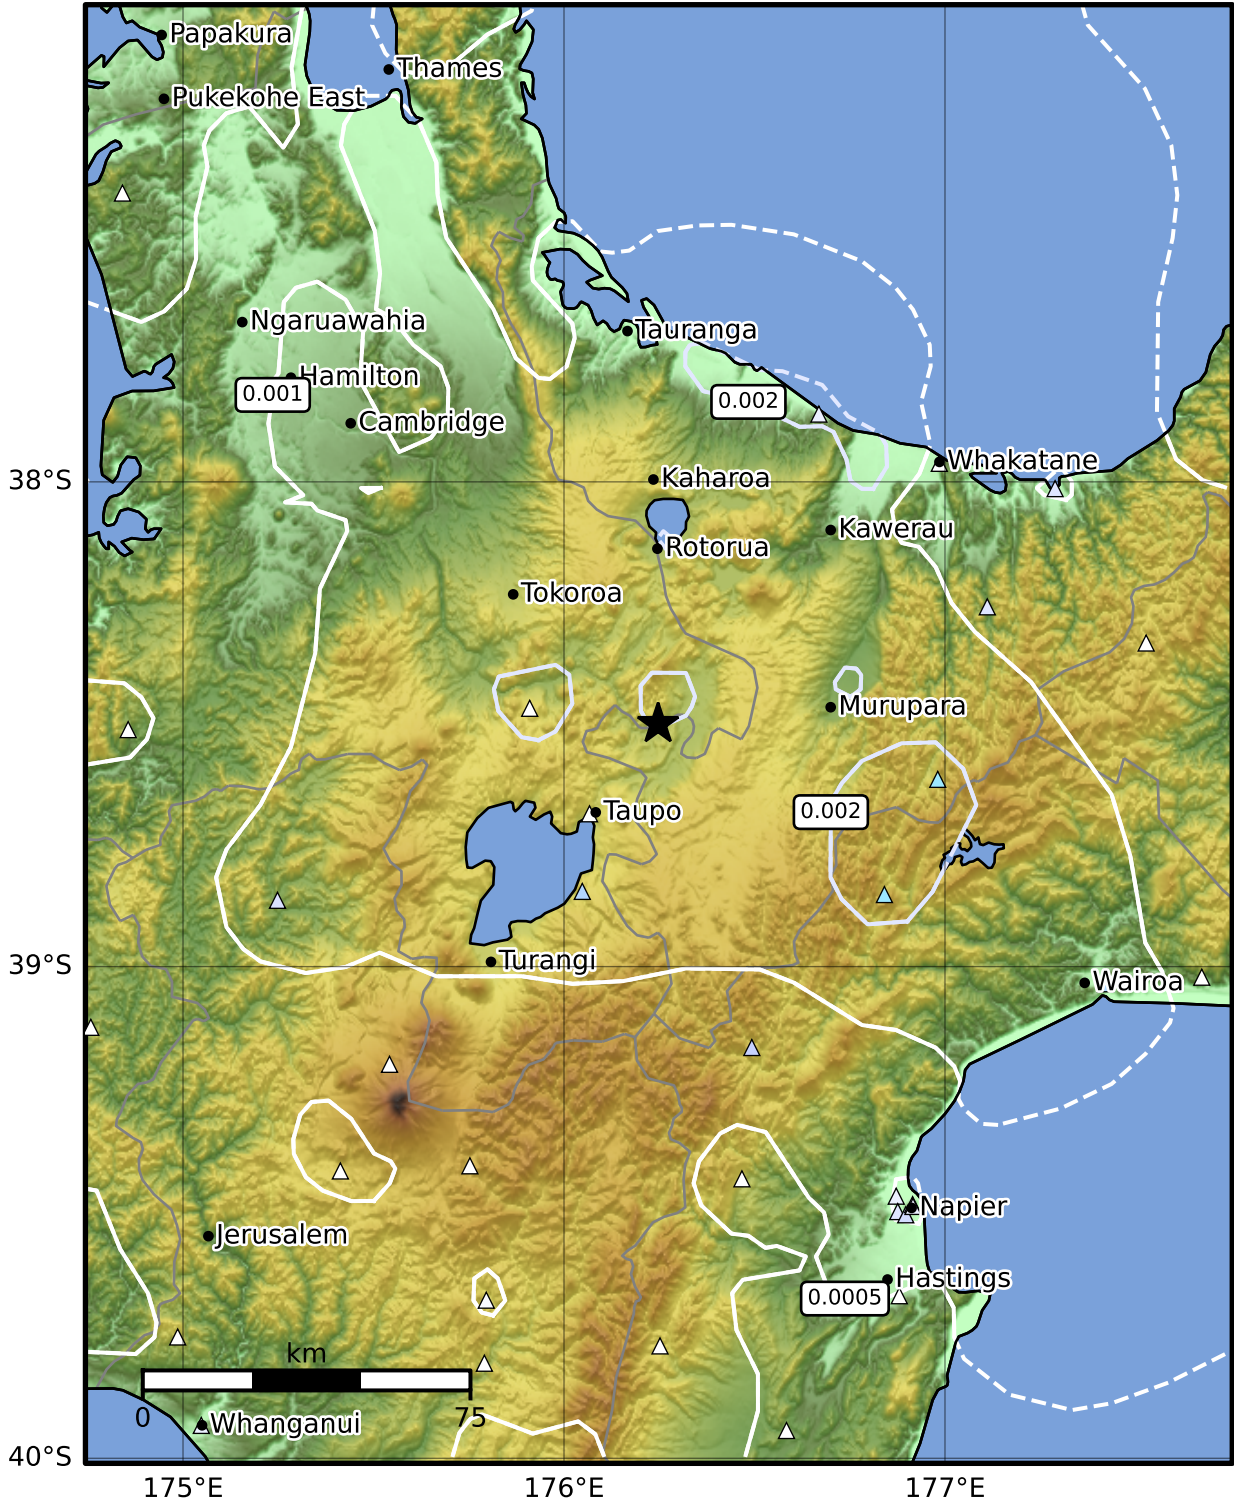 Papakura
Thames
Pukekohe East
Ngaruawahia
Tauranga
Hamilton
0.001
0.002
Cambridge
Whakatane
38°S
Kaharoa
Kawerau
Rotorua
Tokoroa
Murupara
Taupo
0.002
Turangi
39°S
Wairoa
Napier
Jerusalem
Hastings
0.0005
km
0
75
Whanganui
40°S
175°E
176°E
177°E